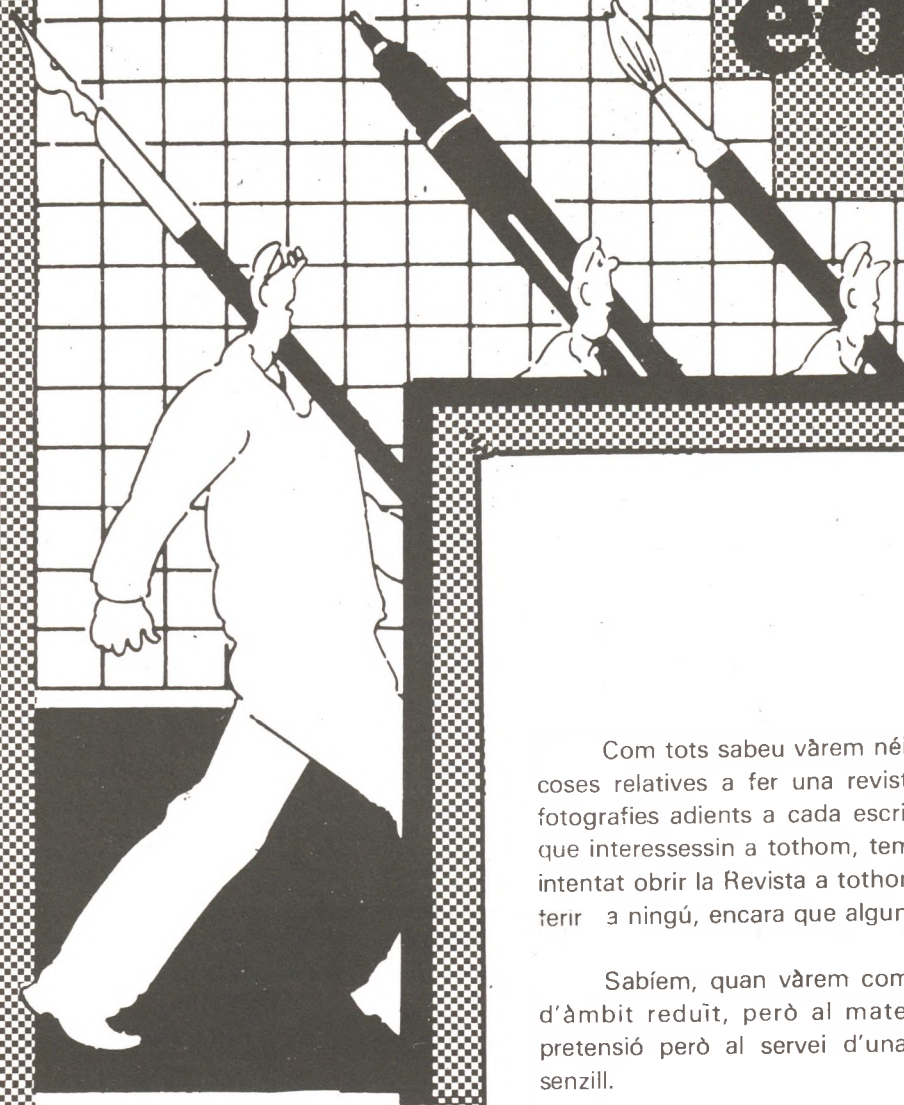 ed
Com tots sabeu vàrem néi
coses relatives a fer una revist
fotografies adients a cada escri
que interessessin a tothom, tem
intentat obrir la Revista a tothor
ferir a ningú, encara que algun
Sabíem, quan vàrem com
d'àmbit reduït, però al mate
pretensió però al servei d'una
senzill.